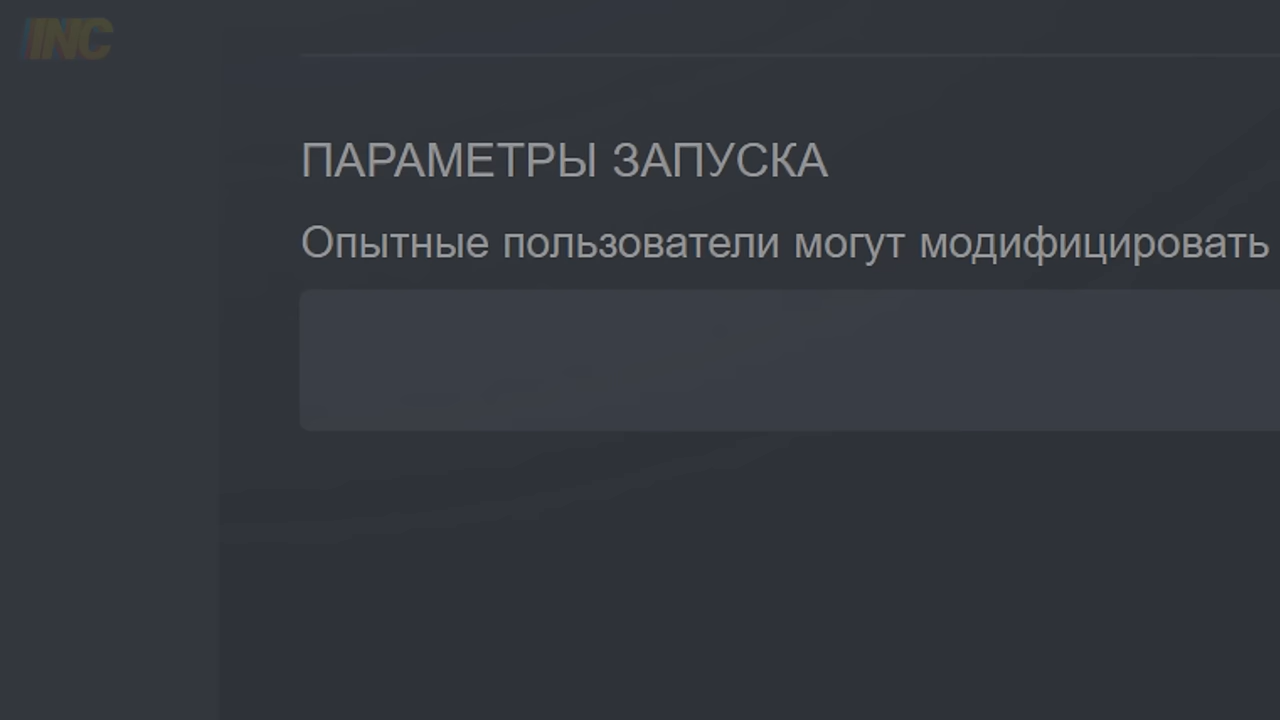 INC
ПАРАМЕТРЫ ЗАПУСКА
Опытные пользователи могут модифицировать